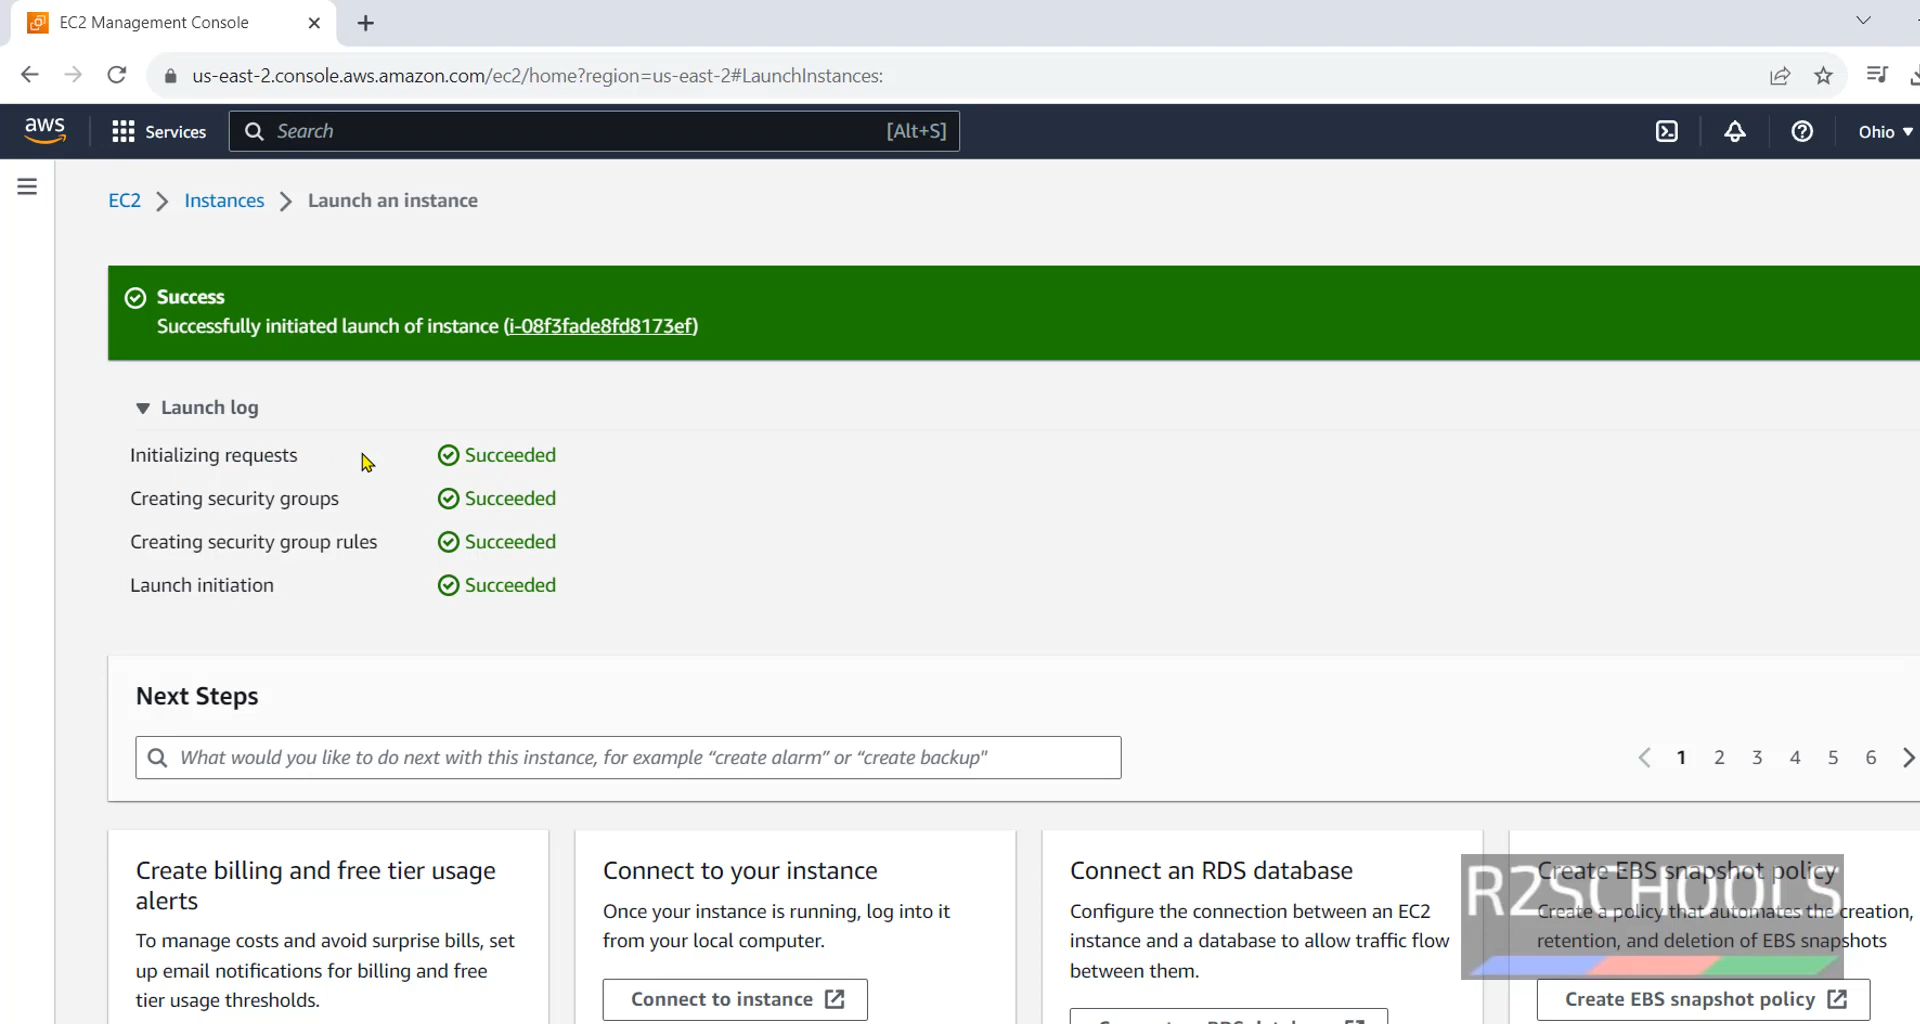 EC2 Management Console
us-east-2.console.aws.amazon.com/ec2/home?region=us-east-2#LaunchInstances:
aws Services Search [Alt+S] Ohio
EC2 > Instances > Launch an instance
Success
Successfully initiated launch of instance (i-08f3fade8fd8173ef)
Launch log
Initializing requests Succeeded
Creating security groups Succeeded
Creating security group rules Succeeded
Launch initiation Succeeded
Next Steps
What would you like to do next with this instance, for example “create alarm” or “create backup”
1 2 3 4 5 6
Create billing and free tier usage
alerts
To manage costs and avoid surprise bills, set
up email notifications for billing and free
tier usage thresholds.
Connect to your instance
Once your instance is running, log into it
from your local computer.
Connect to instance
Connect an RDS database
Configure the connection between an EC2
instance and a database to allow traffic flow
between them.
Create EBS snapshot policy
Create a policy that automates the creation,
retention, and deletion of EBS snapshots
Create EBS snapshot policy
R2SCHOOLS